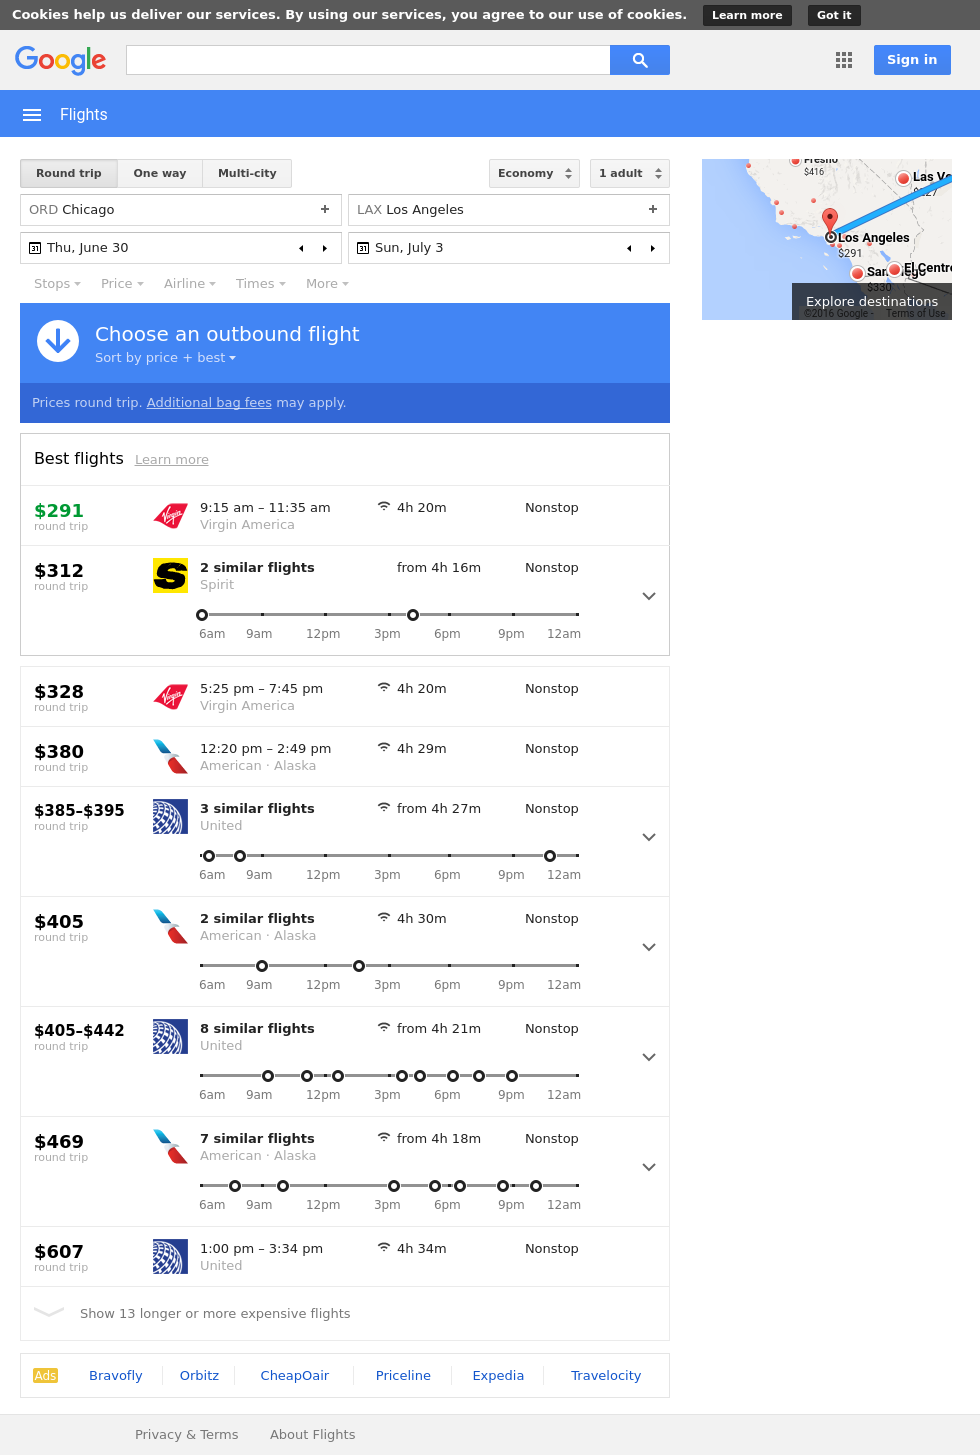 Cookies help us deliver our services. By using our services, you agree to our use of cookies. Learn more Got it
Google Sign in
Flights
Round trip One way Multi-city Economy 1 adult
ORD Chicago + LAX Los Angeles +
31 Thu, June 30 31 Sun, July 3
Stops Price Airline Times More
Fresno
$416
Las Ve
Los Angeles
$291
El Centro
$330
Explore destinations
©2016 Google - Terms of Use
Choose an outbound flight
Sort by price + best
Prices round trip. Additional bag fees may apply.
Best flights Learn more
$291 9:15 am – 11:35 am 4h 20m Nonstop
round trip Virgin America
$312 2 similar flights from 4h 16m Nonstop
round trip Spirit
6am 9am 12pm 3pm 6pm 9pm 12am
$328 5:25 pm – 7:45 pm 4h 20m Nonstop
round trip Virgin America
$380 12:20 pm – 2:49 pm 4h 29m Nonstop
round trip American · Alaska
$385–$395 3 similar flights from 4h 27m Nonstop
round trip United
6am 9am 12pm 3pm 6pm 9pm 12am
$405 2 similar flights 4h 30m Nonstop
round trip American · Alaska
6am 9am 12pm 3pm 6pm 9pm 12am
$405–$442 8 similar flights from 4h 21m Nonstop
round trip United
6am 9am 12pm 3pm 6pm 9pm 12am
$469 7 similar flights from 4h 18m Nonstop
round trip American · Alaska
6am 9am 12pm 3pm 6pm 9pm 12am
$607 1:00 pm – 3:34 pm 4h 34m Nonstop
round trip United
Show 13 longer or more expensive flights
Ads Bravofly Orbitz CheapOair Priceline Expedia Travelocity
Privacy & Terms About Flights